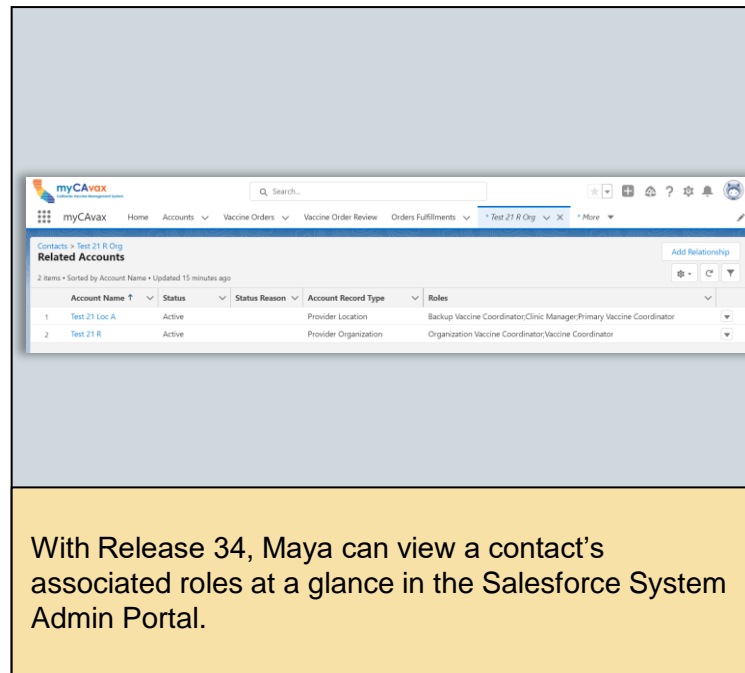 myCAvax
California Vaccine Management System
Search...
myCAvax Home Accounts Vaccine Orders Vaccine Order Review Orders Fulfillments * Test 21 R Org * More
Contacts > Test 21 R Org
Related Accounts
Add Relationship
2 items • Sorted by Account Name • Updated 15 minutes ago
Account Name Status Status Reason Account Record Type Roles
1 Test 21 Loc A Active Provider Location Backup Vaccine Coordinator;Clinic Manager;Primary Vaccine Coordinator
2 Test 21 R Active Provider Organization Organization Vaccine Coordinator;Vaccine Coordinator
With Release 34, Maya can view a contact’s
associated roles at a glance in the Salesforce System
Admin Portal.